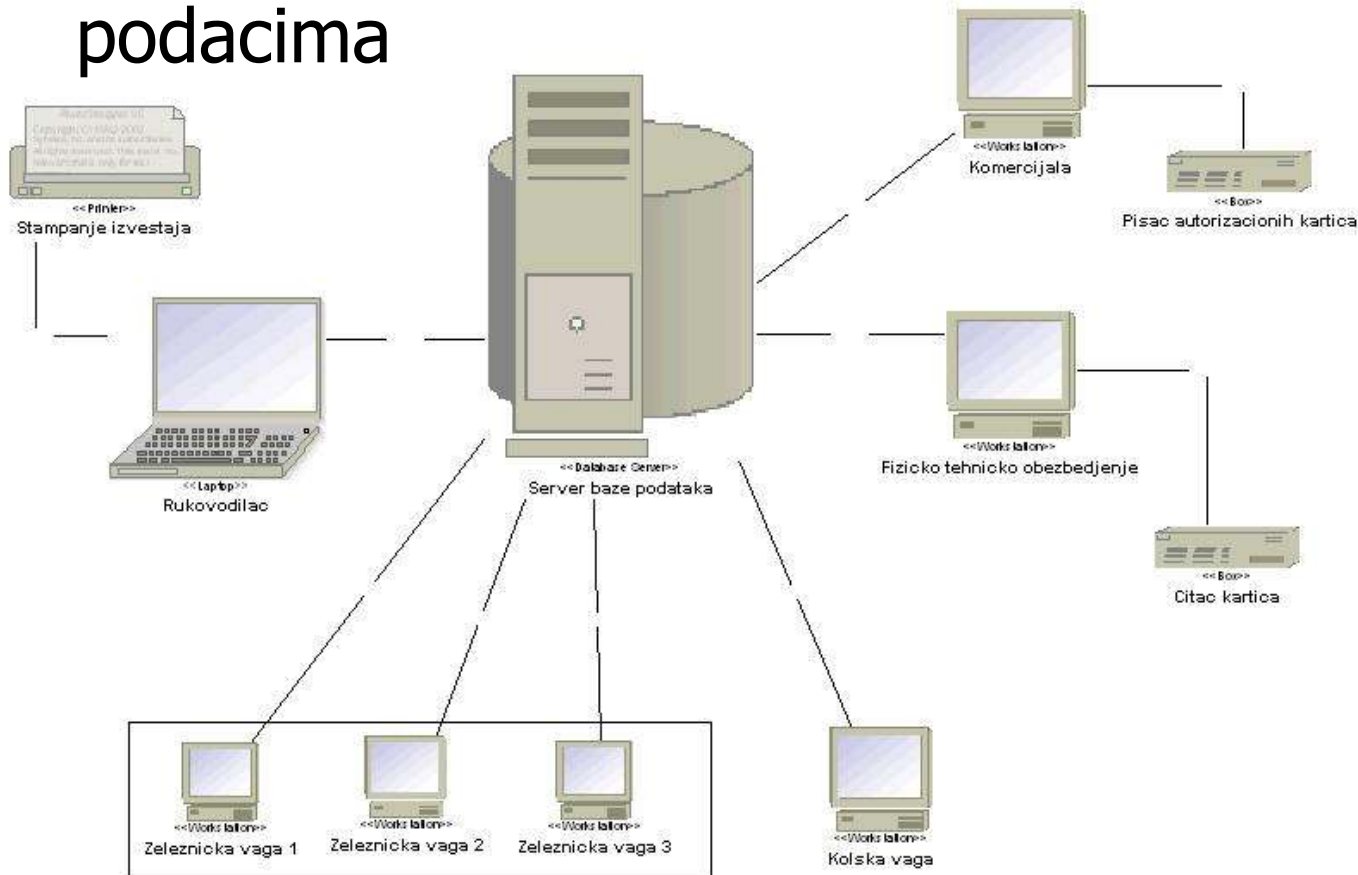 podacima
<<Printer>>
Stampanje izvestaja
<<Laptop>>
Rukovodilac
<<Database Server>>
Server baze podataka
<<Workstation>>
Komercijala
<<Box>>
Pisac autorizacionih kartica
<<Workstation>>
Fizicko tehnicko obezbedjenje
<<Box>>
Citac kartica
<<Workstation>>
Zeleznicka vaga 1
<<Workstation>>
Zeleznicka vaga 2
<<Workstation>>
Zeleznicka vaga 3
<<Workstation>>
Kolska vaga